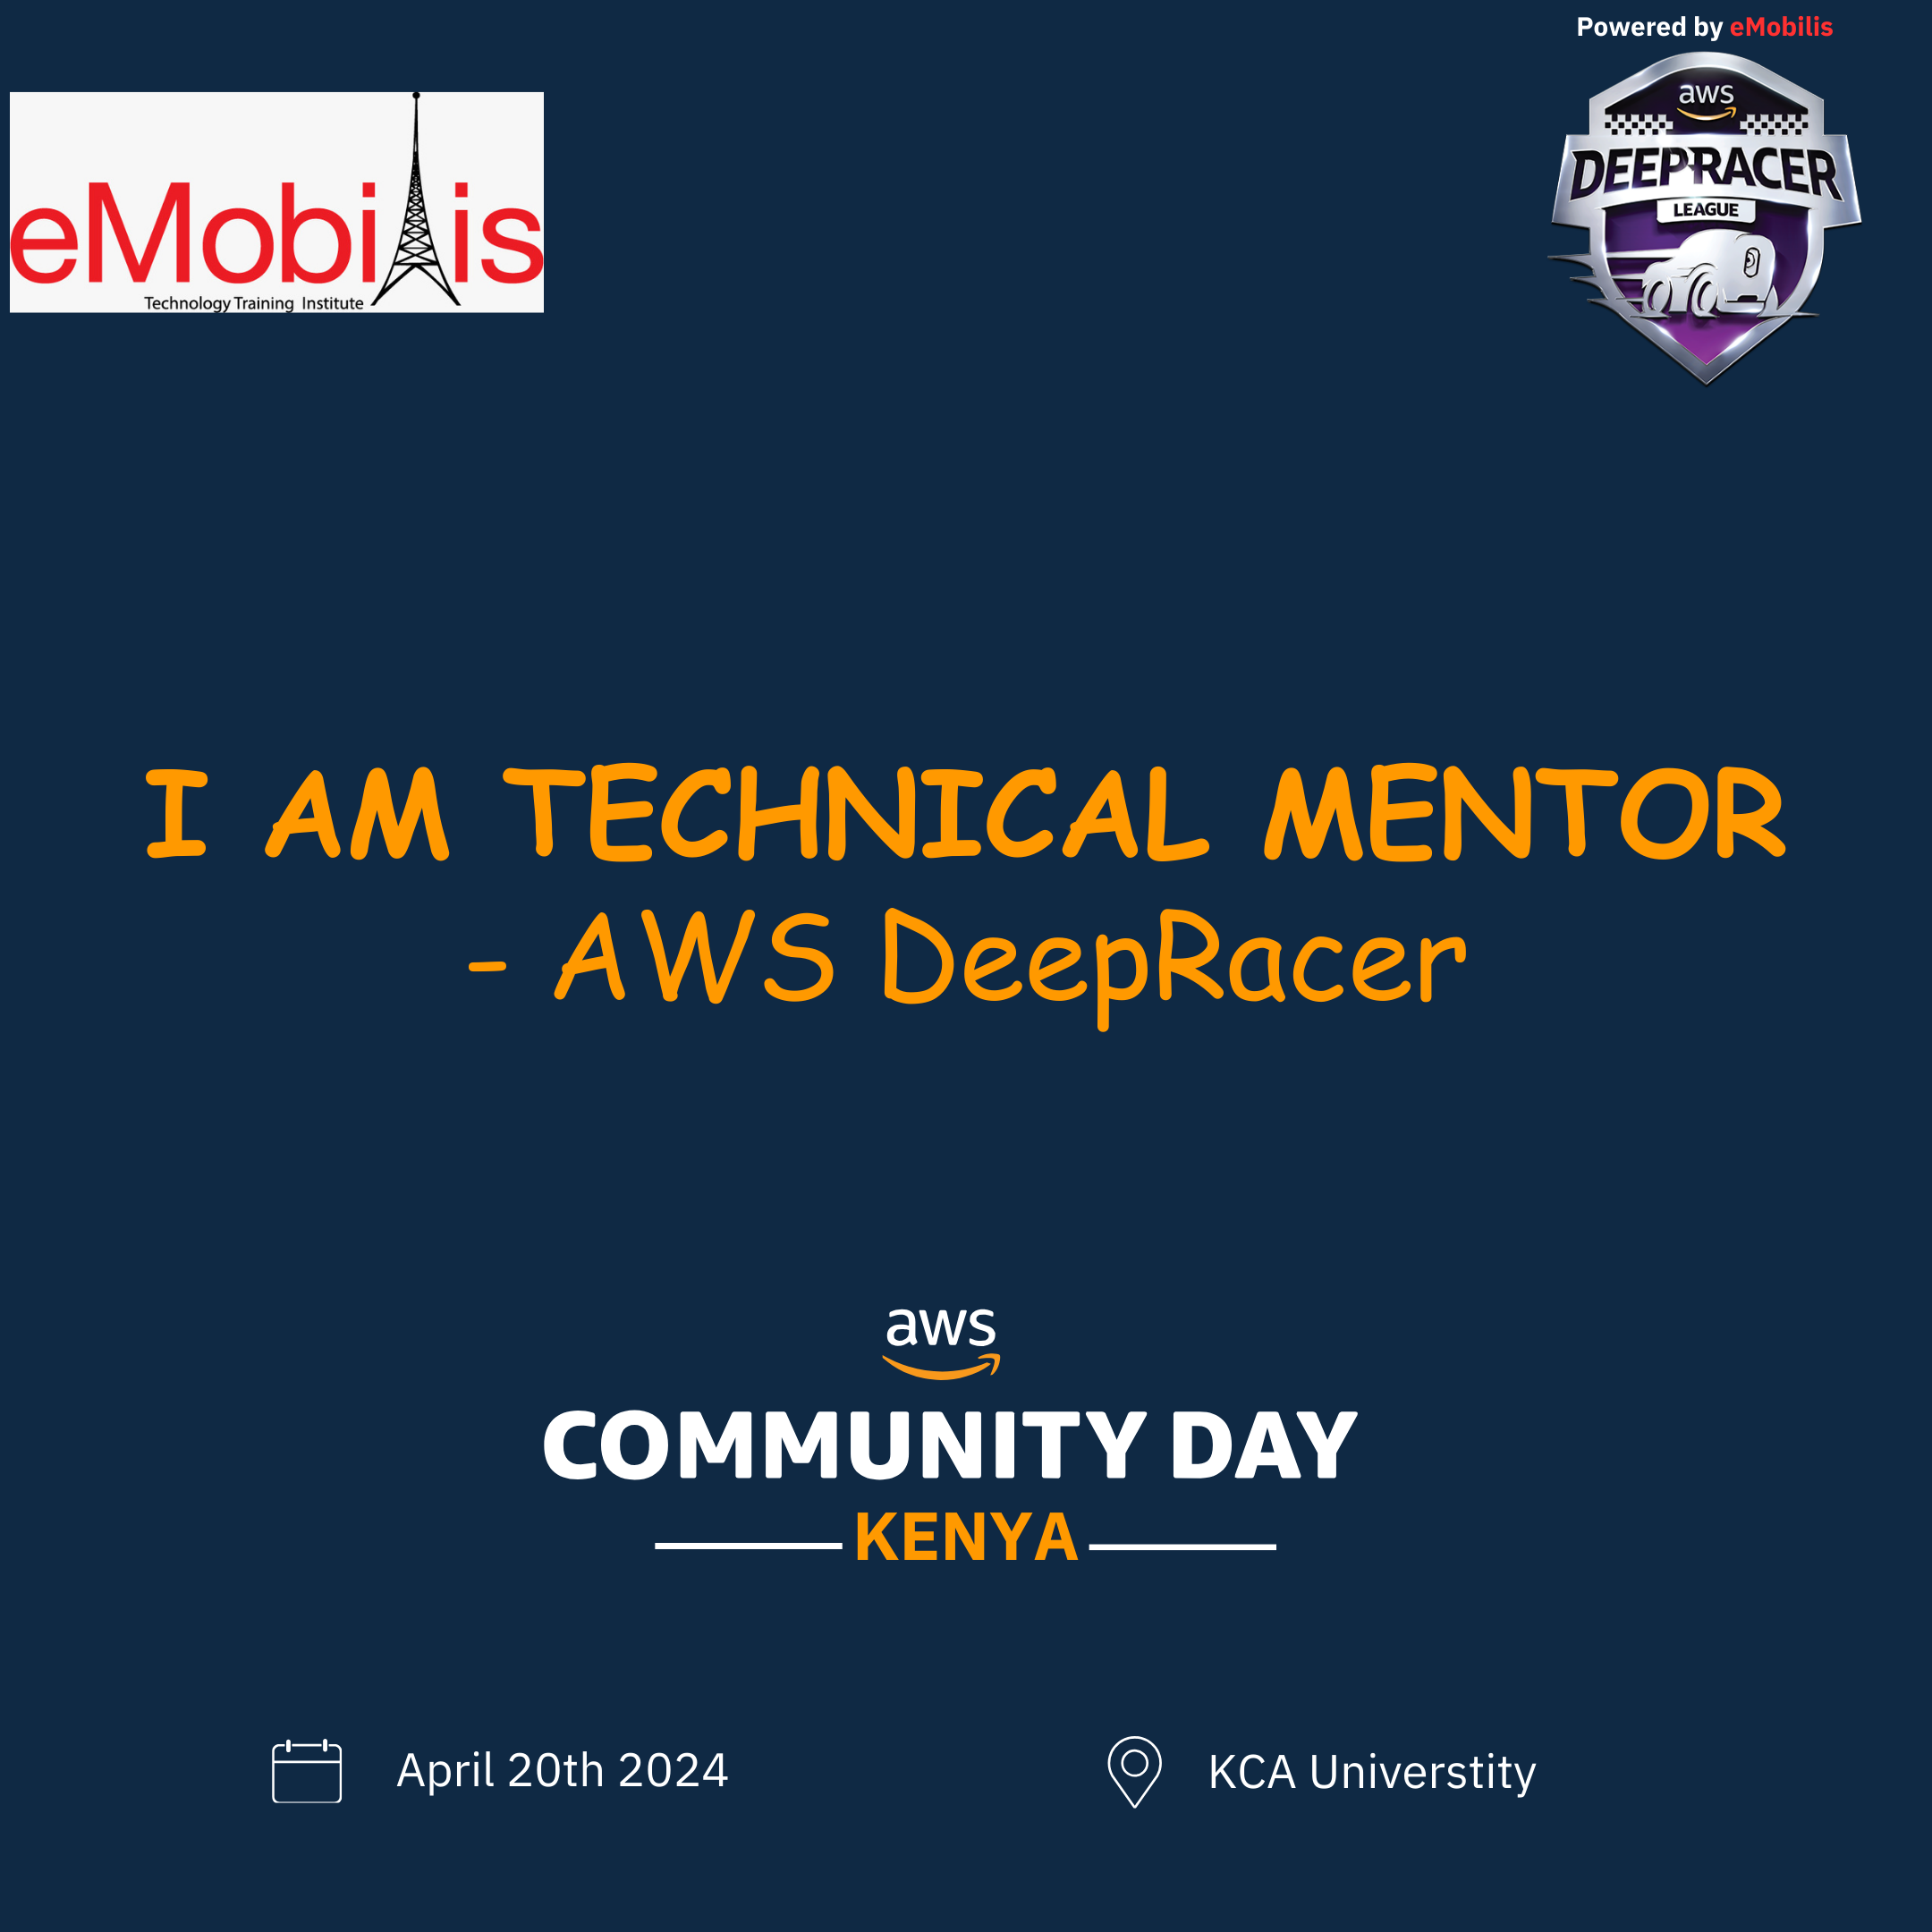 Powered by eMobilis
eMobilis
Technology Training Institute
aws
DEEPRACER
LEAGUE
I AM TECHNICAL MENTOR
- AWS DeepRacer
aws
COMMUNITY DAY
KENYA
April 20th 2024
KCA Universtity